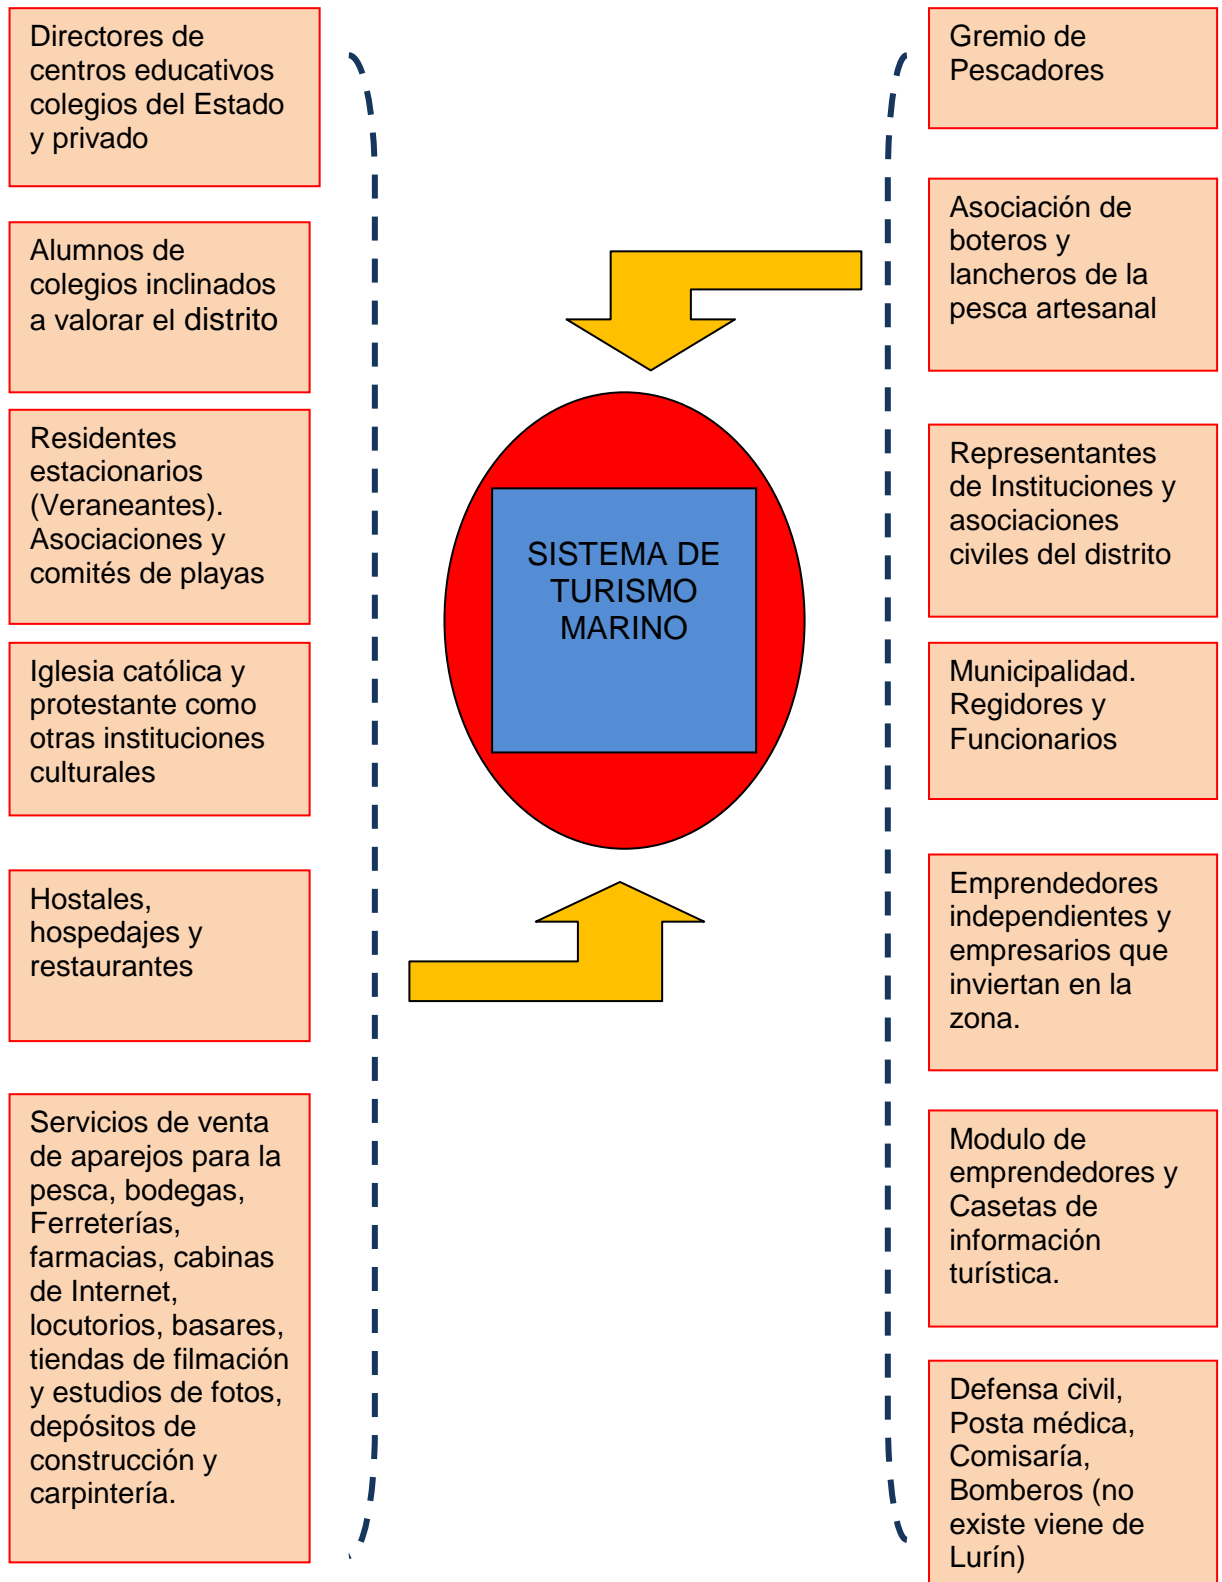 Directores de
centros educativos
colegios del Estado
y privado
Alumnos de
colegios inclinados
a valorar el distrito
Residentes
estacionarios
(Veraneantes).
Asociaciones y
comités de playas
Iglesia católica y
protestante como
otras instituciones
culturales
Hostales,
hospedajes y
restaurantes
Servicios de venta
de aparejos para la
pesca, bodegas,
Ferreterías,
farmacias, cabinas
de Internet,
locutorios, basares,
tiendas de filmación
y estudios de fotos,
depósitos de
construcción y
carpintería.
SISTEMA DE
TURISMO
MARINO
Gremio de
Pescadores
Asociación de
boteros y
lancheros de la
pesca artesanal
Representantes
de Instituciones y
asociaciones
civiles del distrito
Municipalidad.
Regidores y
Funcionarios
Emprendedores
independientes y
empresarios que
inviertan en la
zona.
Modulo de
emprendedores y
Casetas de
información
turística.
Defensa civil,
Posta médica,
Comisaría,
Bomberos (no
existe viene de
Lurín)